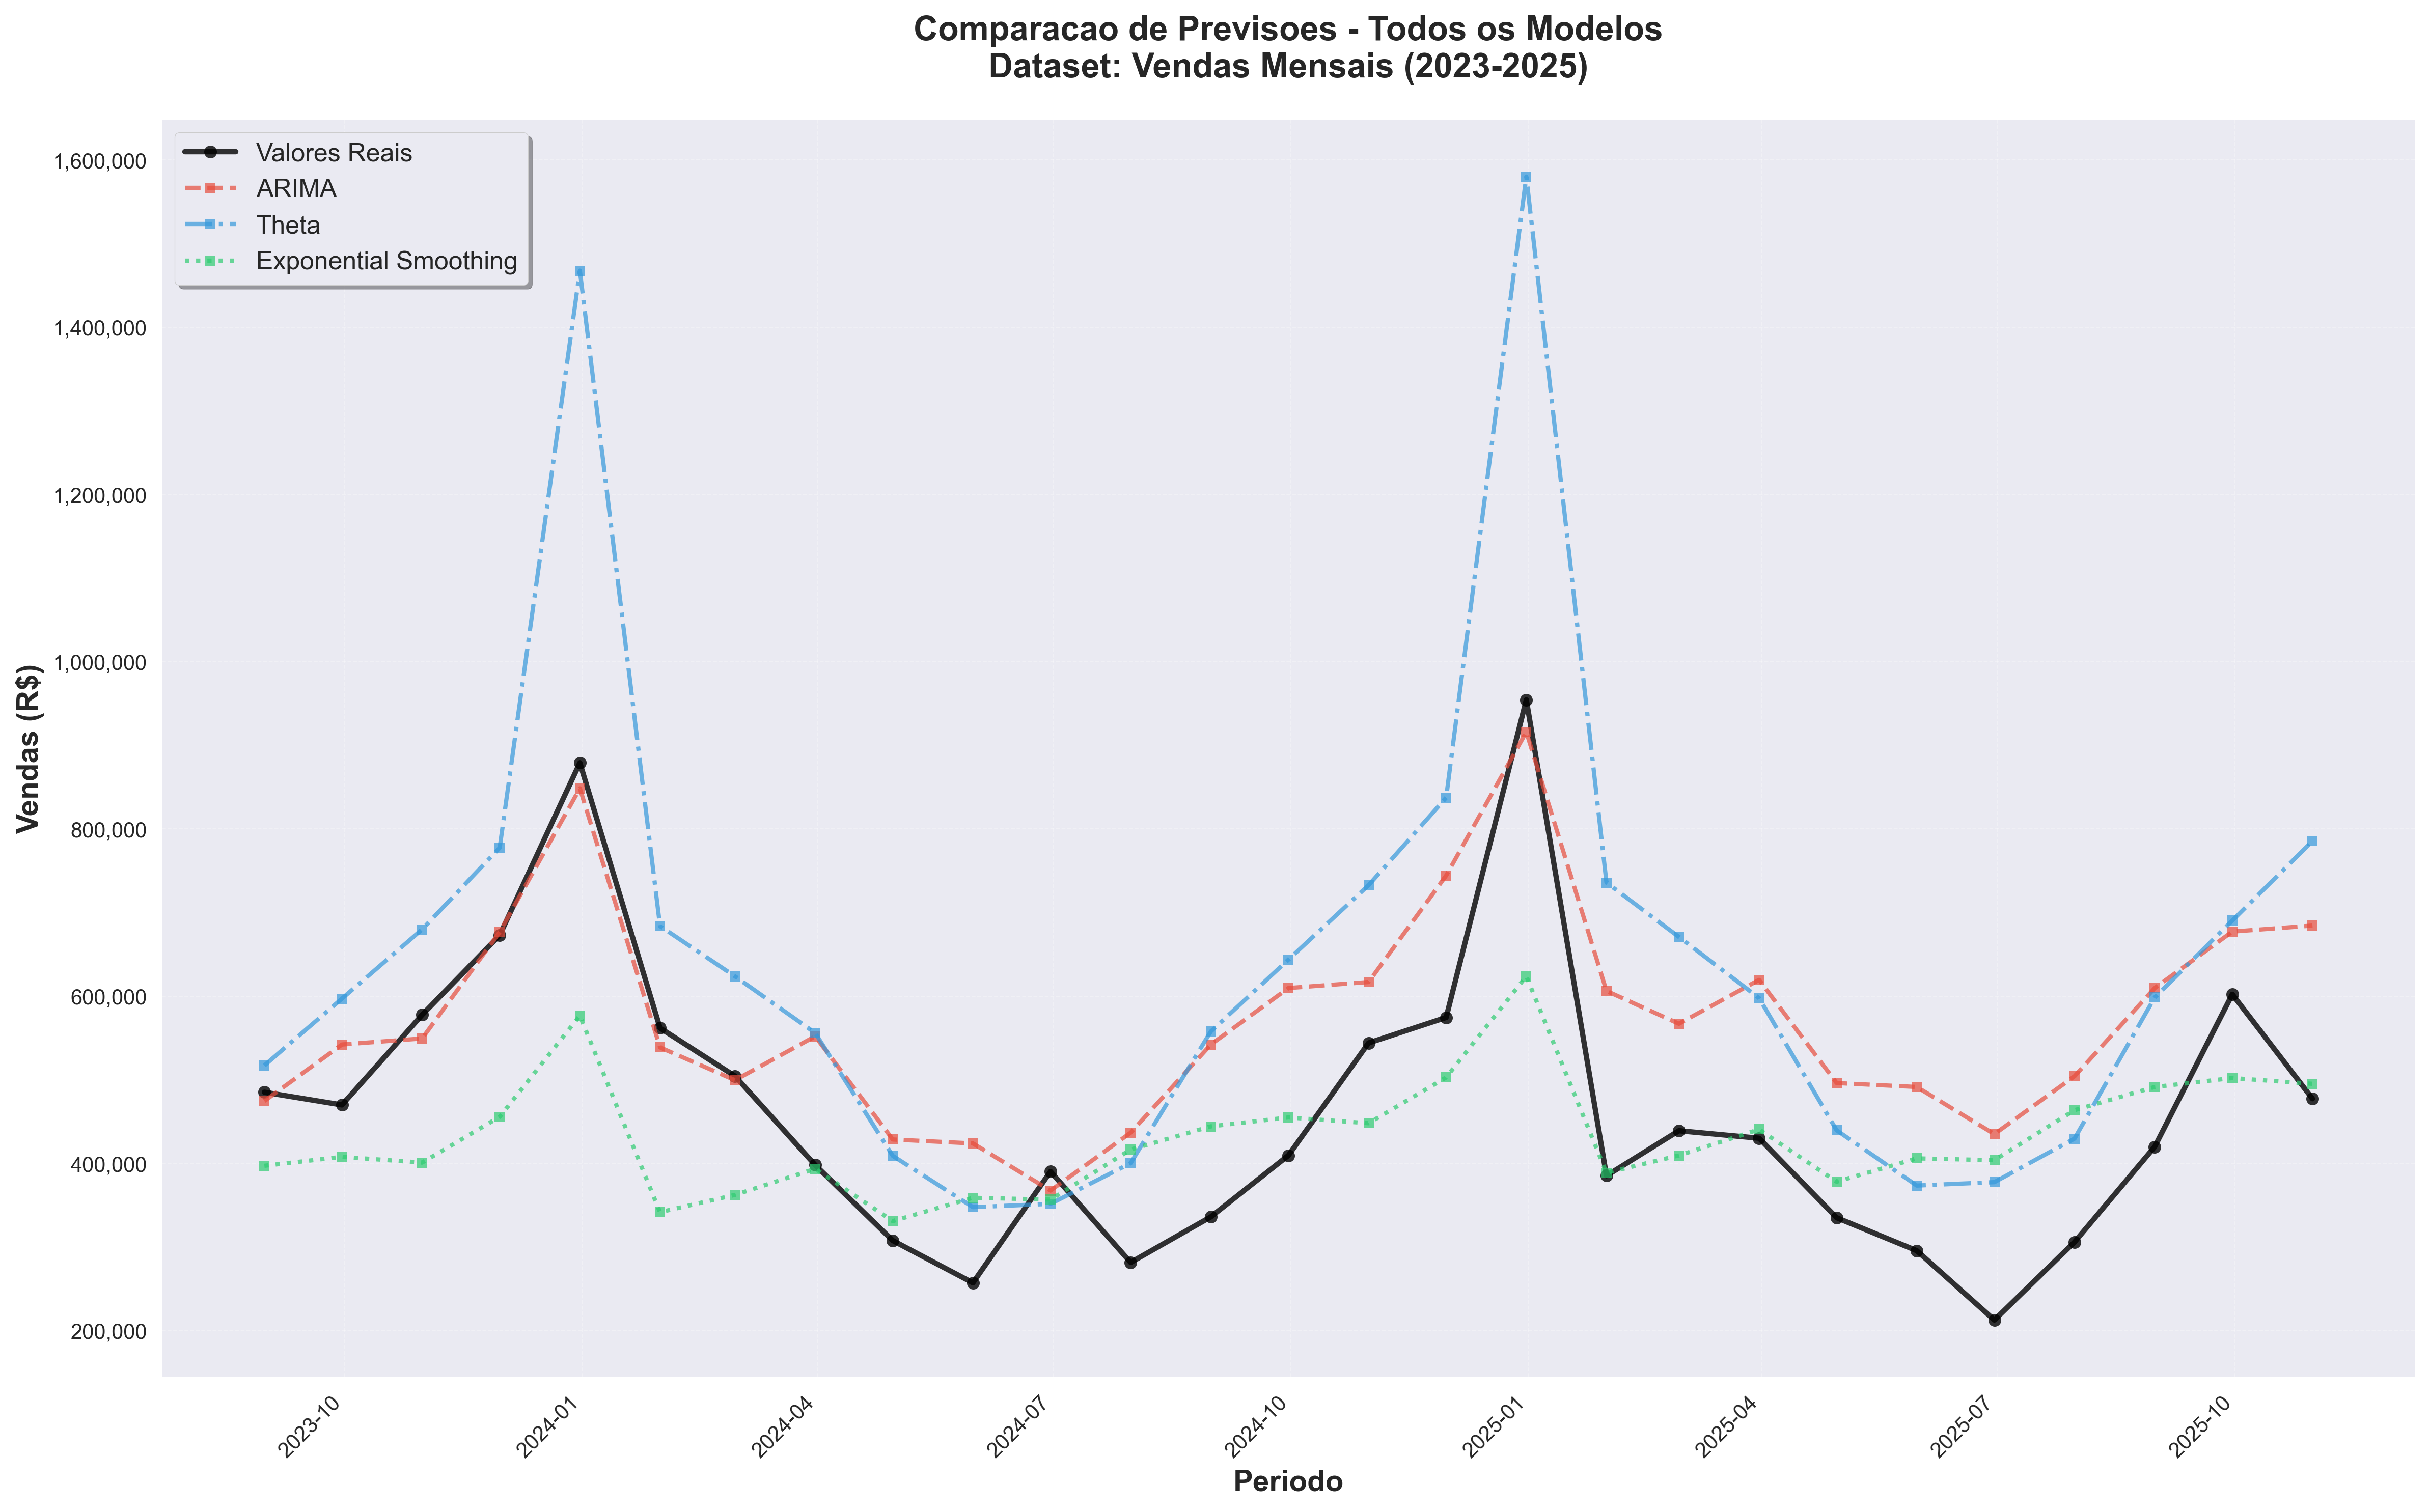 Comparacao de Previsoes - Todos os Modelos
Dataset: Vendas Mensais (2023-2025)
Valores Reais
ARIMA
Theta
Exponential Smoothing
1,600,000
1,400,000
1,200,000
1,000,000
800,000
600,000
400,000
200,000
Vendas (R$)
2023-10
2024-01
2024-04
2024-07
2024-10
2025-01
2025-04
2025-07
2025-10
Periodo